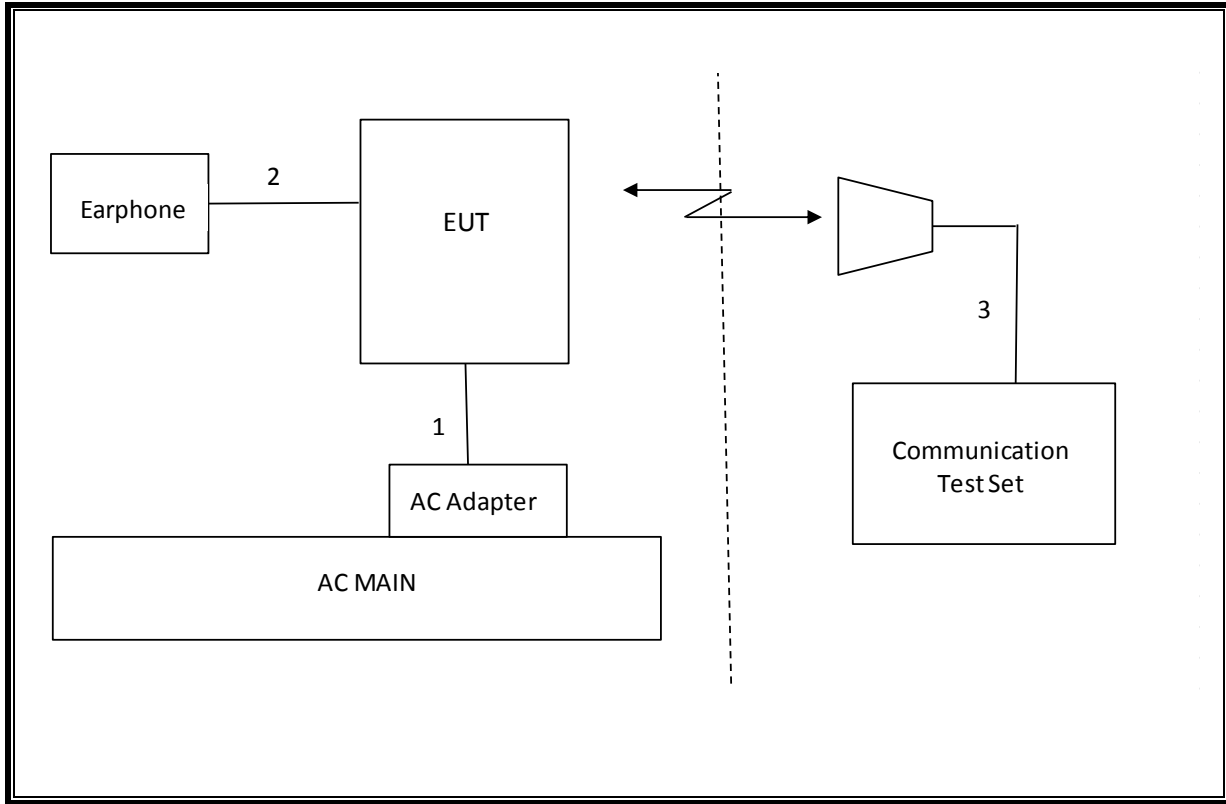 2
Earphone
EUT
3
1
Communication
Test Set
AC Adapter
AC MAIN